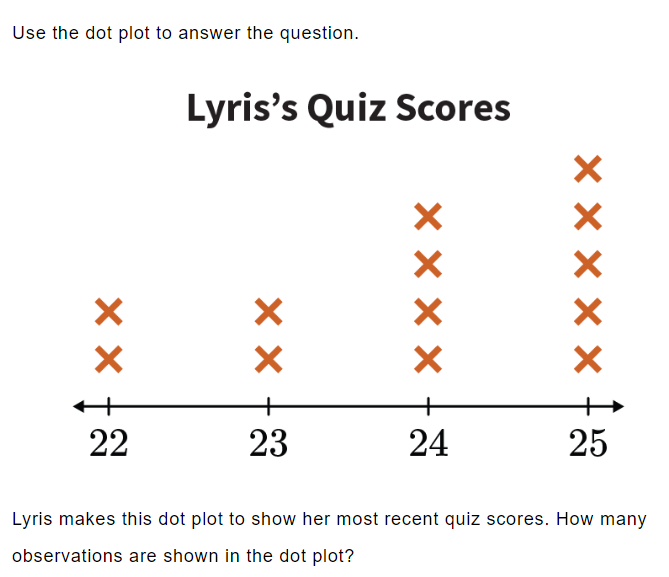 Use the dot plot to answer the question.
Lyris’s Quiz Scores
22 23 24 25
Lyris makes this dot plot to show her most recent quiz scores. How many
observations are shown in the dot plot?